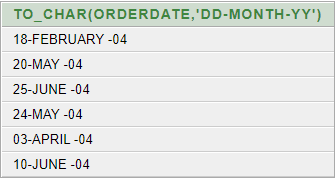 TO_CHAR(ORDERDATE,'DD-MONTH-YY')
18-FEBRUARY -04
20-MAY -04
25-JUNE -04
24-MAY -04
03-APRIL -04
10-JUNE -04